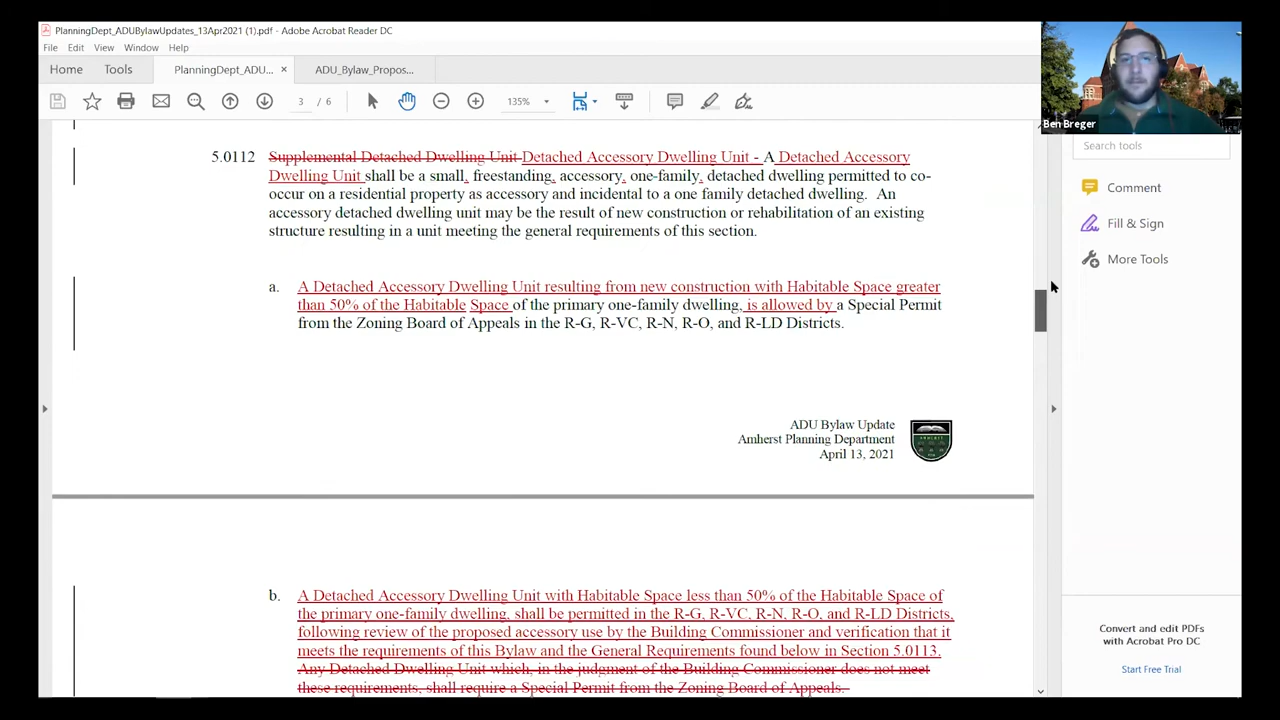 PlanningDept_ADUBylawUpdates_13Apr2021 (1).pdf - Adobe Acrobat Reader DC
File Edit View Window Help
Home Tools PlanningDept_ADU... × ADU_Bylaw_Propos...
3 / 6 135%
Ben Breger
Search tools
Comment
Fill & Sign
More Tools
5.0112 Supplemental Detached Dwelling Unit Detached Accessory Dwelling Unit - A Detached Accessory
Dwelling Unit shall be a small, freestanding, accessory, one-family, detached dwelling permitted to co-
occur on a residential property as accessory and incidental to a one family detached dwelling. An
accessory detached dwelling unit may be the result of new construction or rehabilitation of an existing
structure resulting in a unit meeting the general requirements of this section.
a. A Detached Accessory Dwelling Unit resulting from new construction with Habitable Space greater
than 50% of the Habitable Space of the primary one-family dwelling, is allowed by a Special Permit
from the Zoning Board of Appeals in the R-G, R-VC, R-N, R-O, and R-LD Districts.
ADU Bylaw Update
Amherst Planning Department
April 13, 2021
b. A Detached Accessory Dwelling Unit with Habitable Space less than 50% of the Habitable Space of
the primary one-family dwelling, shall be permitted in the R-G, R-VC, R-N, R-O, and R-LD Districts,
following review of the proposed accessory use by the Building Commissioner and verification that it
meets the requirements of this Bylaw and the General Requirements found below in Section 5.0113.
Any Detached Dwelling Unit which, in the judgment of the Building Commissioner does not meet
these requirements, shall require a Special Permit from the Zoning Board of Appeals.
Convert and edit PDFs
with Acrobat Pro DC
Start Free Trial